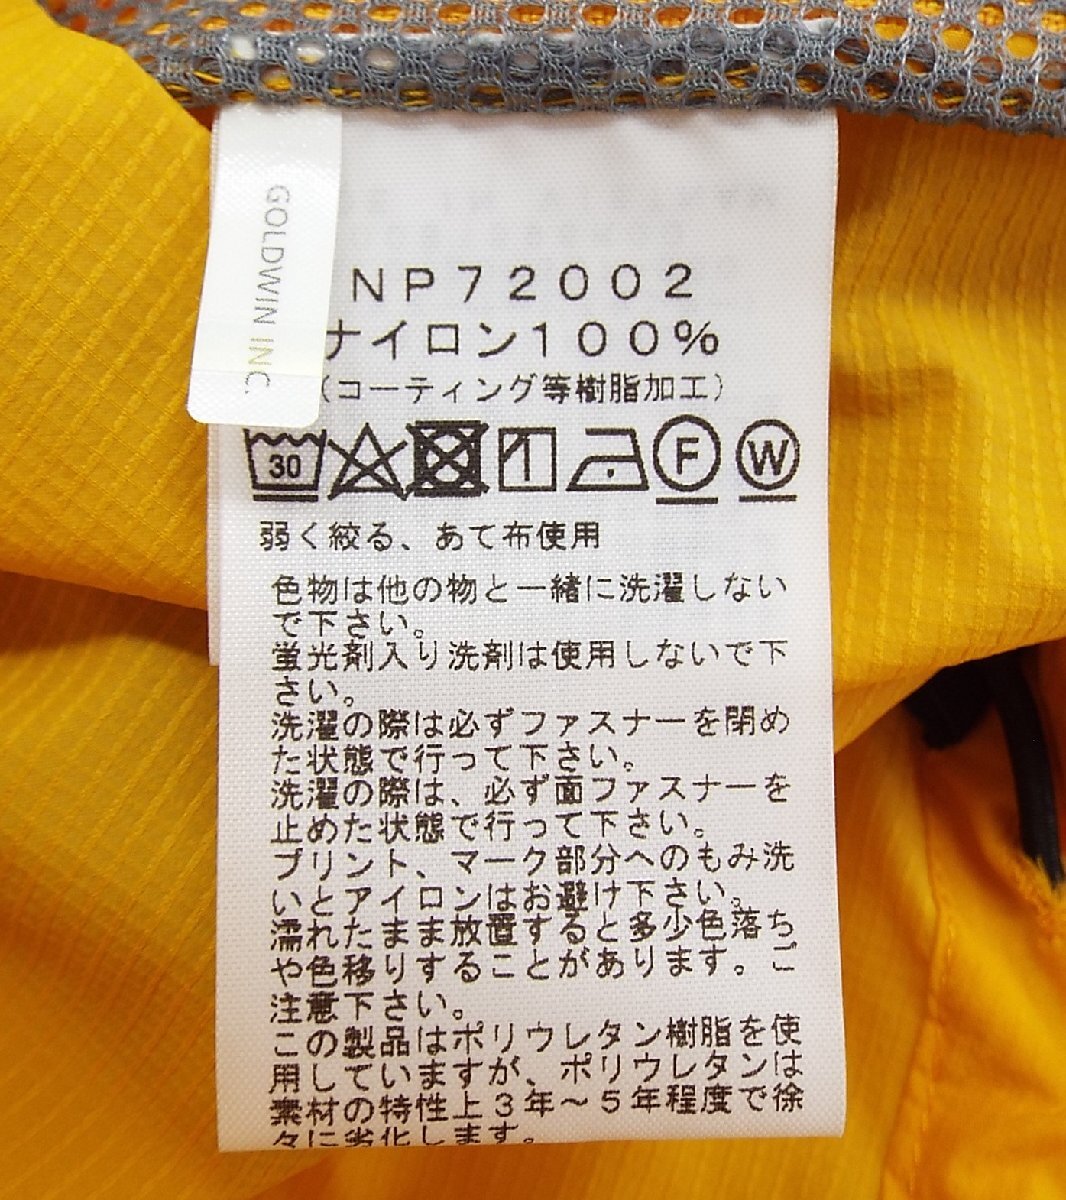 GOLDWIN INC.
NP72002
ナイロン100%
(コーティング等樹脂加工)
30
F
W
弱く絞る、あて布使用
色物は他の物と一緒に洗濯しない
で下さい。
蛍光剤入り洗剤は使用しないで下
さい。
洗濯の際は必ずファスナーを閉め
た状態で行って下さい。
洗濯の際は、必ず面ファスナーを
止めた状態で行って下さい。
プリント、マーク部分へのもみ洗
いとアイロンはお避け下さい。
濡れたまま放置すると多少色落ち
や色移りすることがあります。ご
注意下さい。
この製品はポリウレタン樹脂を使
用していますが、ポリウレタンは
素材の特性上3年～5年程度で徐
々に劣化します。